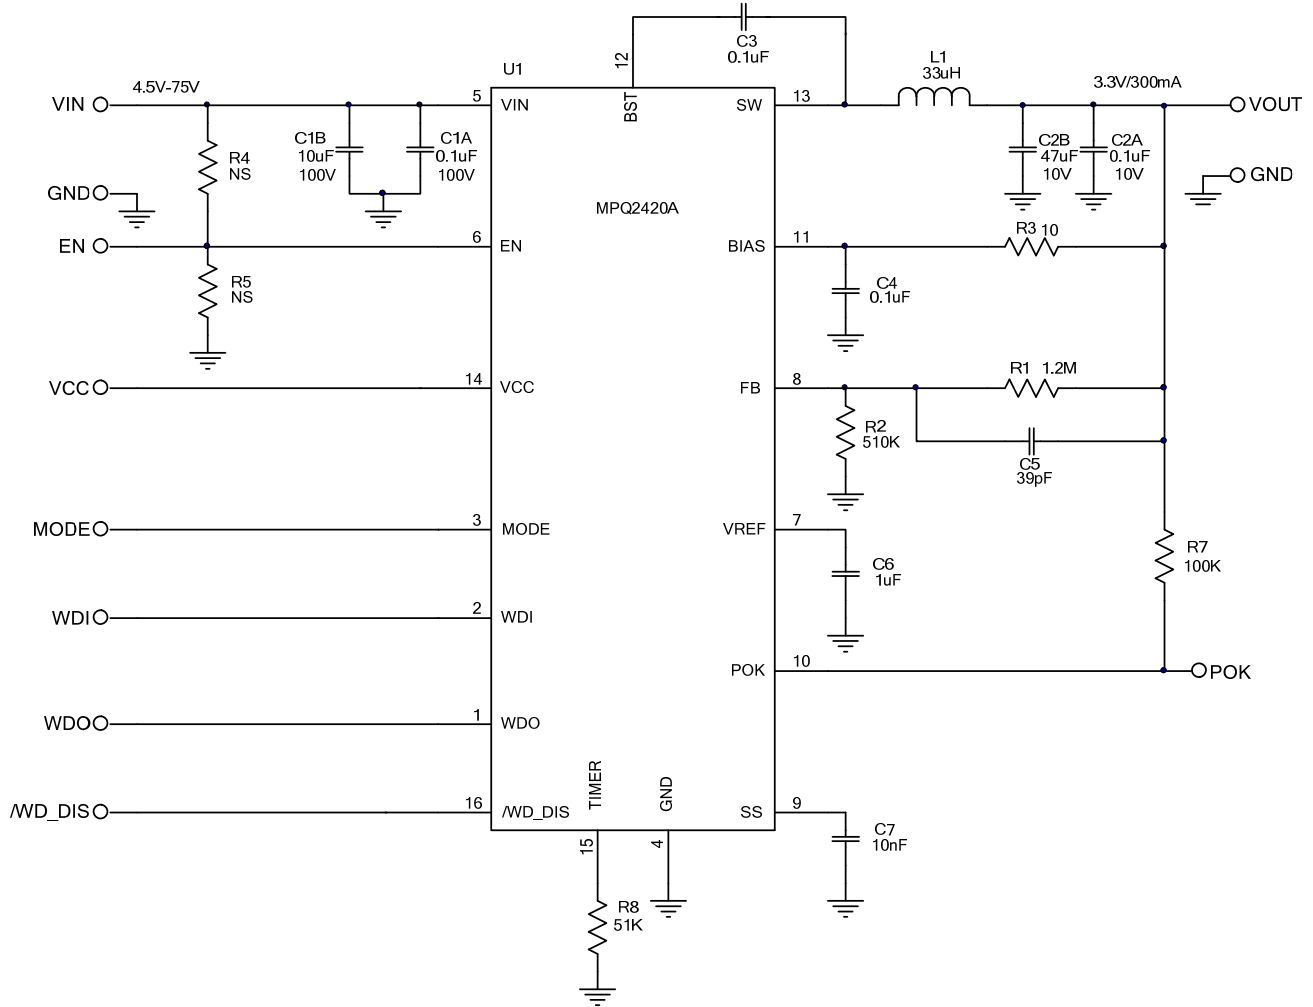 12
C3
0.1uF
U1
L1
33uH
4.5V-75V
3.3V/300mA
VIN
5
VIN
BST
SW
13
VOUT
C1B
10uF
100V
C1A
0.1uF
100V
C2B
47uF
10V
C2A
0.1uF
10V
R4
NS
GND
GND
MPQ2420A
EN
6
EN
BIAS
11
R3 10
R5
NS
C4
0.1uF
VCC
14
VCC
FB
8
R1 1.2M
R2
510K
C5
39pF
MODE
3
MODE
VREF
7
C6
1uF
R7
100K
WDI
2
WDI
POK
10
POK
WDO
1
WDO
TIMER
GND
/WD_DIS
16
/WD_DIS
SS
9
C7
10nF
15
4
R8
51K